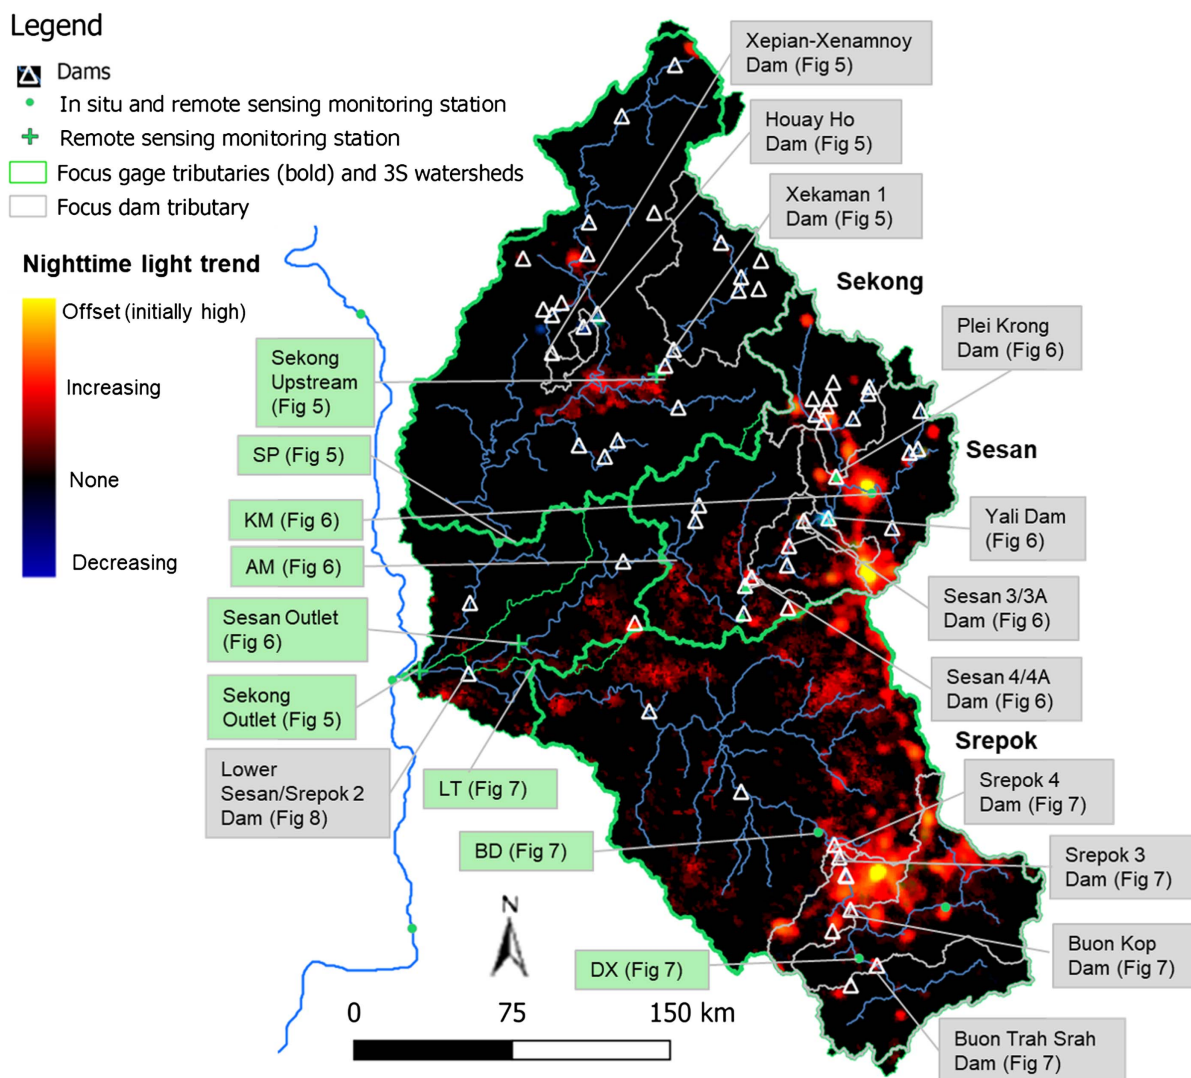 Legend
Dams
In situ and remote sensing monitoring station
Remote sensing monitoring station
Focus gage tributaries (bold) and 3S watersheds
Focus dam tributary
Nighttime light trend
Offset (initially high)
Increasing
None
Decreasing
Xepian-Xenamnoy
Dam (Fig 5)
Houay Ho
Dam (Fig 5)
Xekaman 1
Dam (Fig 5)
Sekong
Plei Krong
Dam (Fig 6)
Sesan
Yali Dam
(Fig 6)
Sesan 3/3A
Dam (Fig 6)
Sesan 4/4A
Dam (Fig 6)
Srepok
Srepok 4
Dam (Fig 7)
Srepok 3
Dam (Fig 7)
Buon Kop
Dam (Fig 7)
Buon Trah Srah
Dam (Fig 7)
Sekong
Upstream
(Fig 5)
SP (Fig 5)
KM (Fig 6)
AM (Fig 6)
Sesan Outlet
(Fig 6)
Sekong
Outlet (Fig 5)
Lower
Sesan/Srepok 2
Dam (Fig 8)
LT (Fig 7)
BD (Fig 7)
DX (Fig 7)
N
0 75 150 km